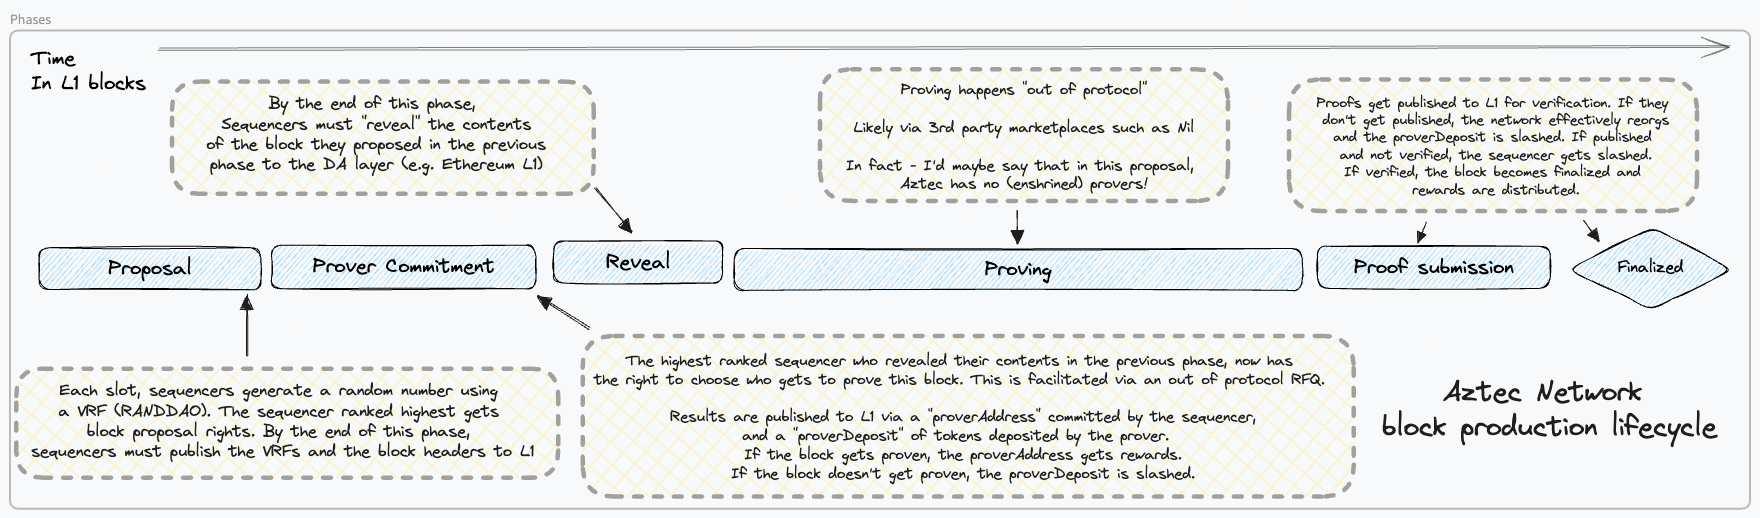 Phases
Time
In L1 blocks
By the end of this phase,
Sequencers must "reveal" the contents
of the block they proposed in the previous
phase to the DA layer (e.g. Ethereum L1)
Proving happens "out of protocol"
Likely via 3rd party marketplaces such as Nil
In fact - I'd maybe say that in this proposal,
Aztec has no (enshrined) provers!
Proofs get published to L1 for verification. If they
don't get published, the network effectively reorgs
and the proverDeposit is slashed. If published
and not verified, the sequencer gets slashed.
If verified, the block becomes finalized and
rewards are distributed.
Proposal
Prover Commitment
Reveal
Proving
Proof submission
Finalized
Each slot, sequencers generate a random number using
a VRF (RANDDAO). The sequencer ranked highest gets
block proposal rights. By the end of this phase,
sequencers must publish the VRFs and the block headers to L1
The highest ranked sequencer who revealed their contents in the previous phase, now has
the right to choose who gets to prove this block. This is facilitated via an out of protocol RFQ.
Results are published to L1 via a "proverAddress" committed by the sequencer,
and a "proverDeposit" of tokens deposited by the prover.
If the block gets proven, the proverAddress gets rewards.
If the block doesn't get proven, the proverDeposit is slashed.
Aztec Network
block production lifecycle